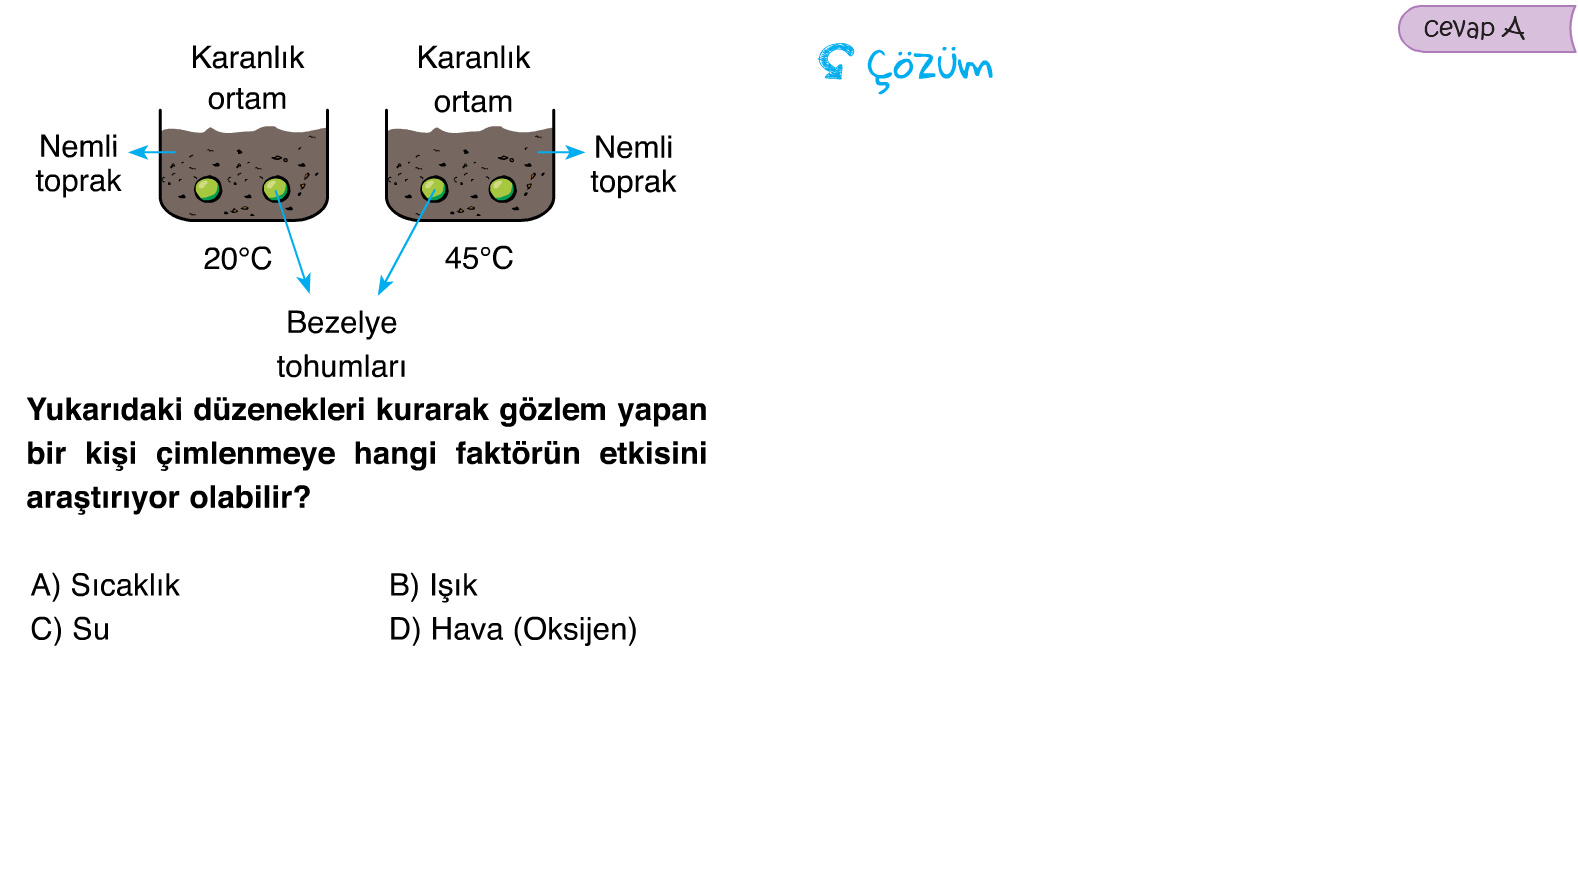 Karanlık
ortam
Karanlık
ortam
Nemli
toprak
Nemli
toprak
20°C
45°C
Bezelye
tohumları
Yukarıdaki düzenekleri kurarak gözlem yapan
bir kişi çimlenmeye hangi faktörün etkisini
araştırıyor olabilir?
A) Sıcaklık
B) Işık
C) Su
D) Hava (Oksijen)
Çözüm
Cevap A